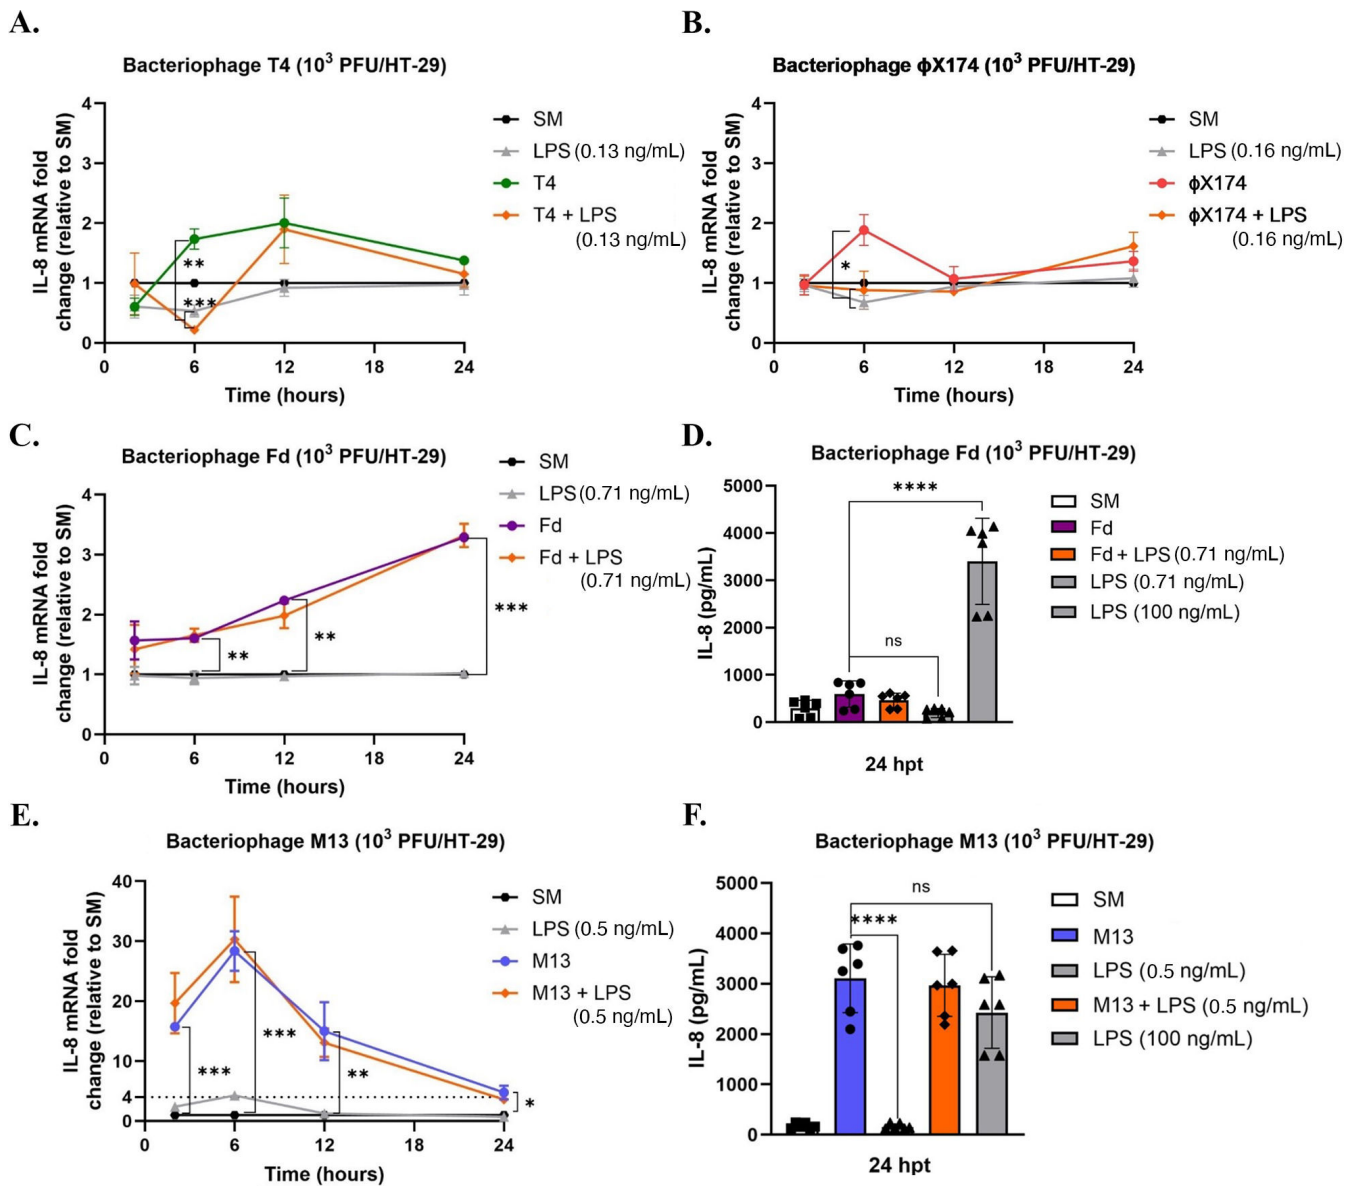 A.
Bacteriophage T4 (10³ PFU/HT-29)
IL-8 mRNA fold
change (relative to SM)
4
3
2
1
0
**
***
0 6 12 18 24
Time (hours)
SM
LPS (0.13 ng/mL)
T4
T4 + LPS
(0.13 ng/mL)
B.
Bacteriophage ϕX174 (10³ PFU/HT-29)
IL-8 mRNA fold
change (relative to SM)
4
3
2
1
0
*
0 6 12 18 24
Time (hours)
SM
LPS (0.16 ng/mL)
ϕX174
ϕX174 + LPS
(0.16 ng/mL)
C.
Bacteriophage Fd (10³ PFU/HT-29)
IL-8 mRNA fold
change (relative to SM)
4
3
2
1
0
**
**
***
0 6 12 18 24
Time (hours)
SM
LPS (0.71 ng/mL)
Fd
Fd + LPS
(0.71 ng/mL)
D.
Bacteriophage Fd (10³ PFU/HT-29)
IL-8 (pg/mL)
5000
4000
3000
2000
1000
0
****
ns
24 hpt
SM
Fd
Fd + LPS (0.71 ng/mL)
LPS (0.71 ng/mL)
LPS (100 ng/mL)
E.
Bacteriophage M13 (10³ PFU/HT-29)
IL-8 mRNA fold
change (relative to SM)
40
30
20
10
4
0
***
***
**
*
0 6 12 18 24
Time (hours)
SM
LPS (0.5 ng/mL)
M13
M13 + LPS
(0.5 ng/mL)
F.
Bacteriophage M13 (10³ PFU/HT-29)
IL-8 (pg/mL)
5000
4000
3000
2000
1000
0
ns
****
24 hpt
SM
M13
LPS (0.5 ng/mL)
M13 + LPS (0.5 ng/mL)
LPS (100 ng/mL)